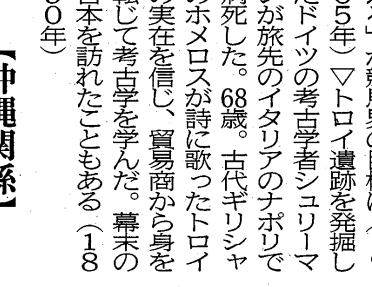 05年）▽トロイ遺跡を発掘し
たドイツの考古学者シュリーマ
ンが旅先のイタリアのナポリで
病死した。68歳。古代ギリシャ
のホメロスが詩に歌ったトロイ
の実在を信じ、貿易商から身を
転じて考古学を学んだ。幕末の
日本を訪れたこともある（18
90年）
【沖縄関係】